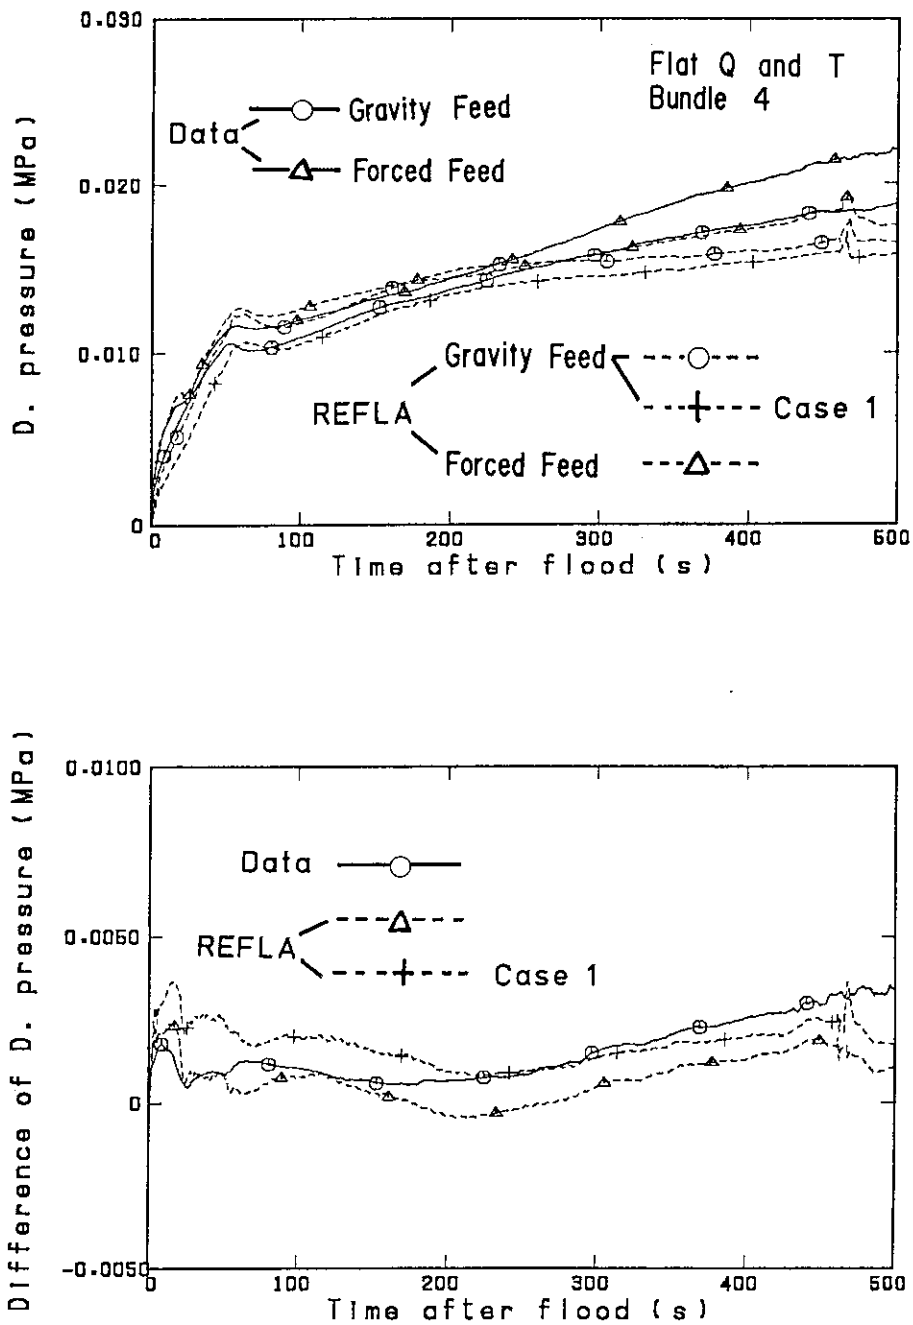 0.030
Flat Q and T
Bundle 4
Gravity Feed
Data
Forced Feed
0.020
D. pressure (MPa)
0.010
Gravity Feed
REFLA
Case 1
Forced Feed
0
0 100 200 300 400 500
Time after flood (s)
0.0100
Data
0.0050
REFLA
Case 1
Difference of D. pressure (MPa)
0
-0.0050
0 100 200 300 400 500
Time after flood (s)